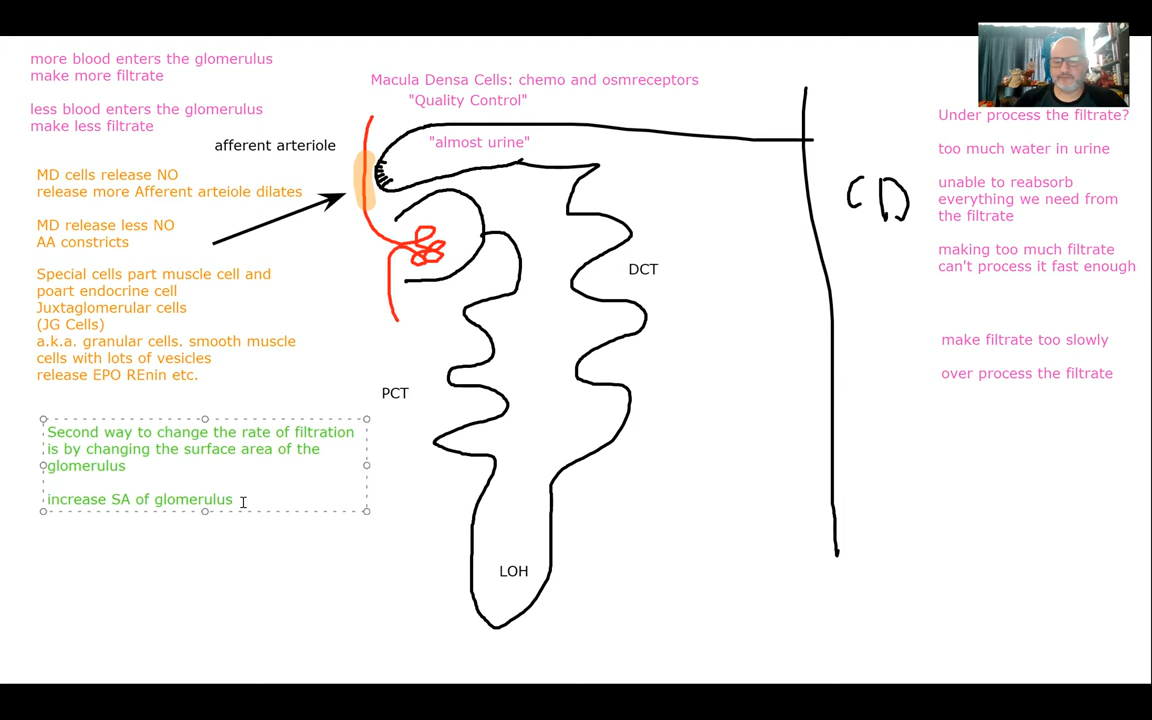 more blood enters the glomerulus
make more filtrate
less blood enters the glomerulus
make less filtrate
Macula Densa Cells: chemo and osmreceptors
"Quality Control"
"almost urine"
afferent arteriole
MD cells release NO
release more Afferent arteiole dilates
MD release less NO
AA constricts
Special cells part muscle cell and
poart endocrine cell
Juxtaglomerular cells
(JG Cells)
a.k.a. granular cells. smooth muscle
cells with lots of vesicles
release EPO REnin etc.
Second way to change the rate of filtration
is by changing the surface area of the
glomerulus
increase SA of glomerulus
PCT
LOH
DCT
CD
Under process the filtrate?
too much water in urine
unable to reabsorb
everything we need from
the filtrate
making too much filtrate
can't process it fast enough
make filtrate too slowly
over process the filtrate